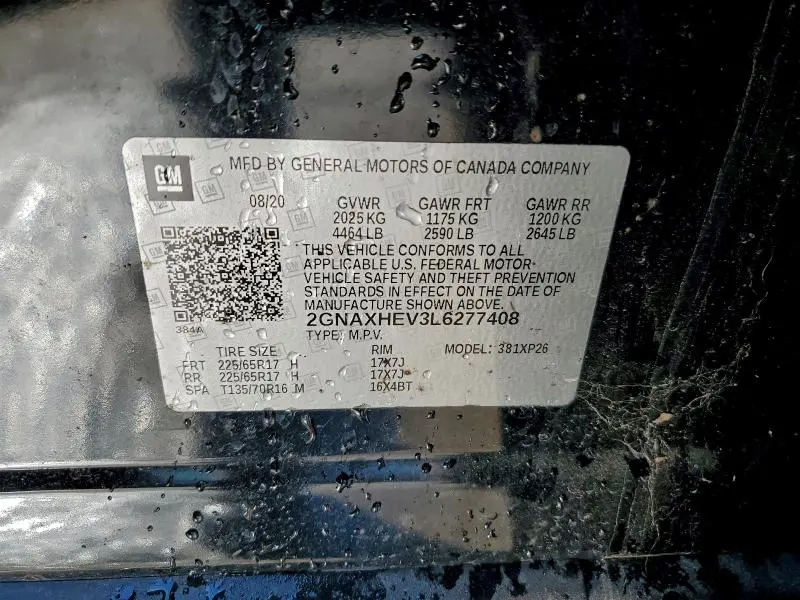 GM
MFD BY GENERAL MOTORS OF CANADA COMPANY
08/20 GVWR GAWR FRT GAWR RR
2025 KG 1175 KG 1200 KG
4464 LB 2590 LB 2645 LB
THIS VEHICLE CONFORMS TO ALL
APPLICABLE U.S. FEDERAL MOTOR
VEHICLE SAFETY AND THEFT PREVENTION
STANDARDS IN EFFECT ON THE DATE OF
MANUFACTURE SHOWN ABOVE.
384A 2GNAXHEV3L6277408
TYPE: M.P.V.
TIRE SIZE RIM MODEL: 381XP26
FRT 225/65R17 H 17X7J
RR 225/65R17 H 17X7J
SPA T135/70R16 M 16X4BT